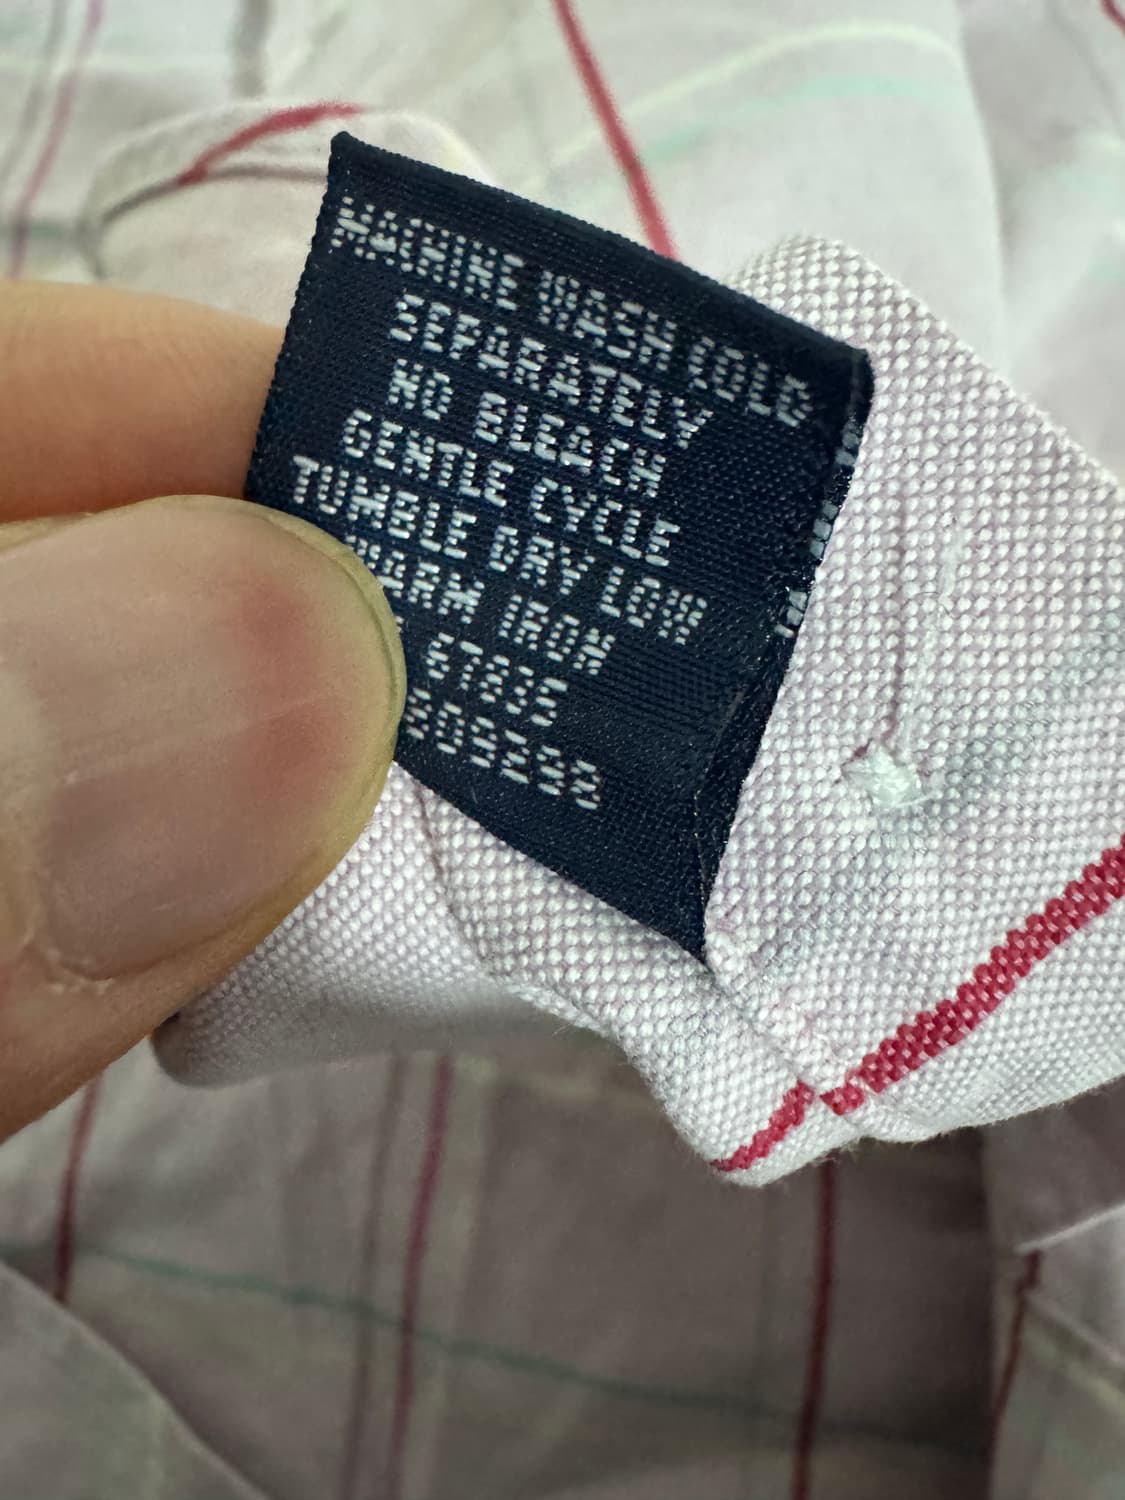 MACHINE WASH COLD
SEPARATELY
NO BLEACH
GENTLE CYCLE
TUMBLE DRY LOW
WARM IRON